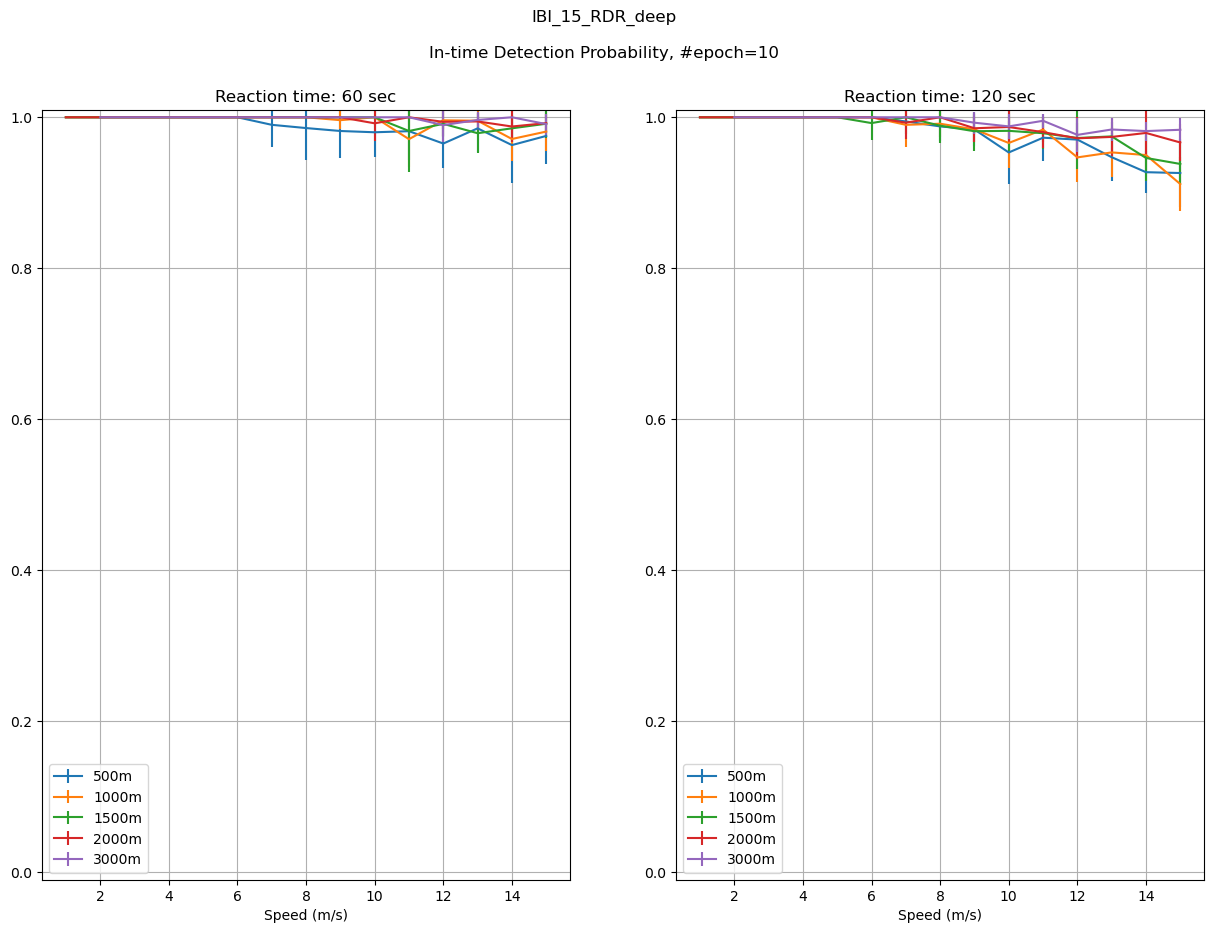 IBI_15_RDR_deep
In-time Detection Probability, #epoch=10
Reaction time: 60 sec
1.0
0.8
0.6
0.4
0.2
0.0
500m
1000m
1500m
2000m
3000m
2 4 6 8 10 12 14
Speed (m/s)
Reaction time: 120 sec
1.0
0.8
0.6
0.4
0.2
0.0
500m
1000m
1500m
2000m
3000m
2 4 6 8 10 12 14
Speed (m/s)